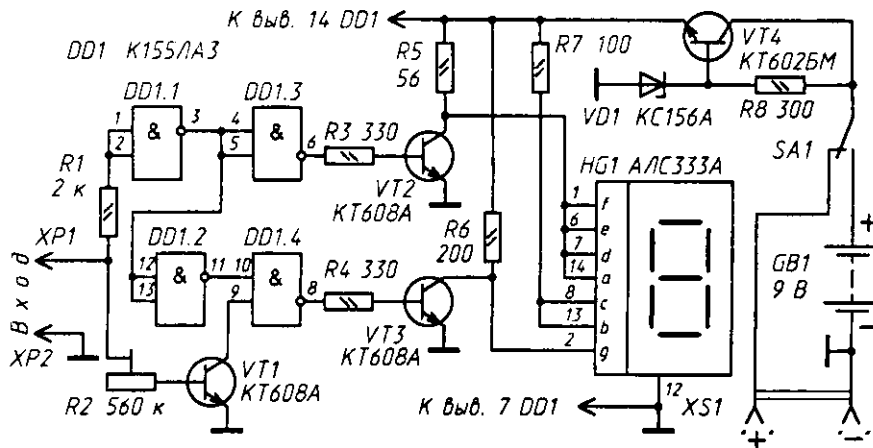 К выв. 14 DD1
DD1 К155ЛА3
R5
56
R7 100
VT4
КТ602БМ
VD1 КС156А
R8 300
SA1
DD1.1
DD1.3
1
2
&
3
4
5
&
6
R3 330
VT2
КТ608А
R1
2 к
HG1 АЛС333А
1 f
6 e
7 d
14 a
8 c
13 b
2 g
R6
200
+
GB1
9 В
−
XP1
Вход
XP2
DD1.2
DD1.4
12
13
&
11
10
9
&
8
R4 330
VT3
КТ608А
VT1
КТ608А
R2 560 к
К выв. 7 DD1
12
XS1
"+"
"−"